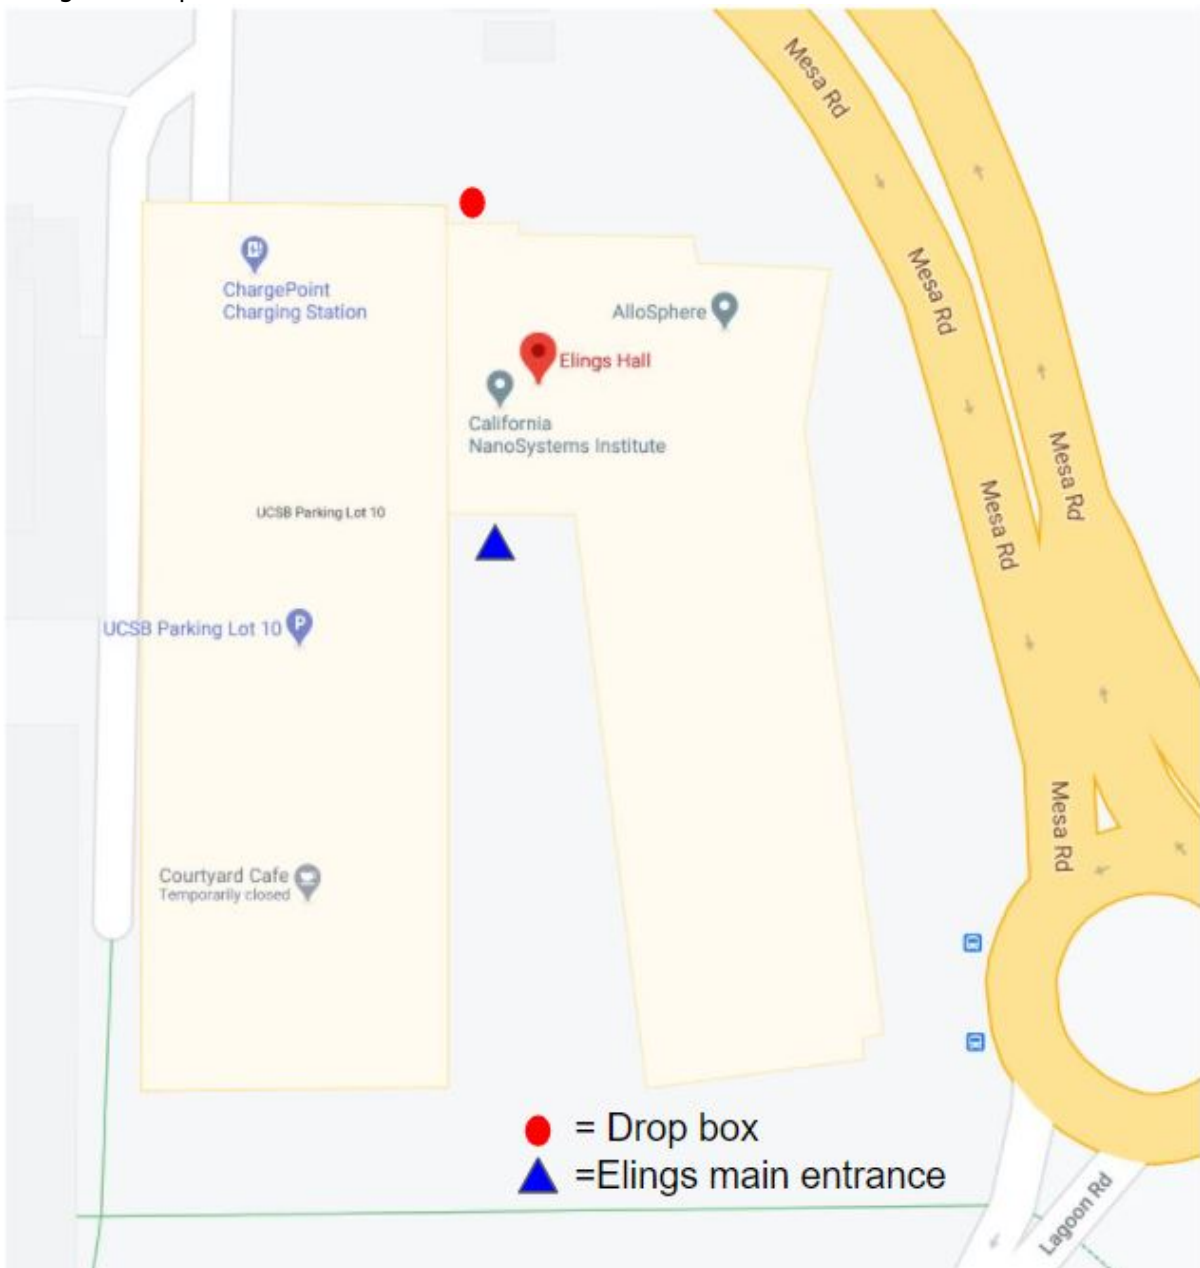 Mesa Rd
Mesa Rd
ChargePoint
Charging Station
AlloSphere
Elings Hall
California
NanoSystems Institute
Mesa Rd
Mesa Rd
UCSB Parking Lot 10
UCSB Parking Lot 10
P
Mesa Rd
Courtyard Cafe
Temporarily closed
= Drop box
=Elings main entrance
Lagoon Rd